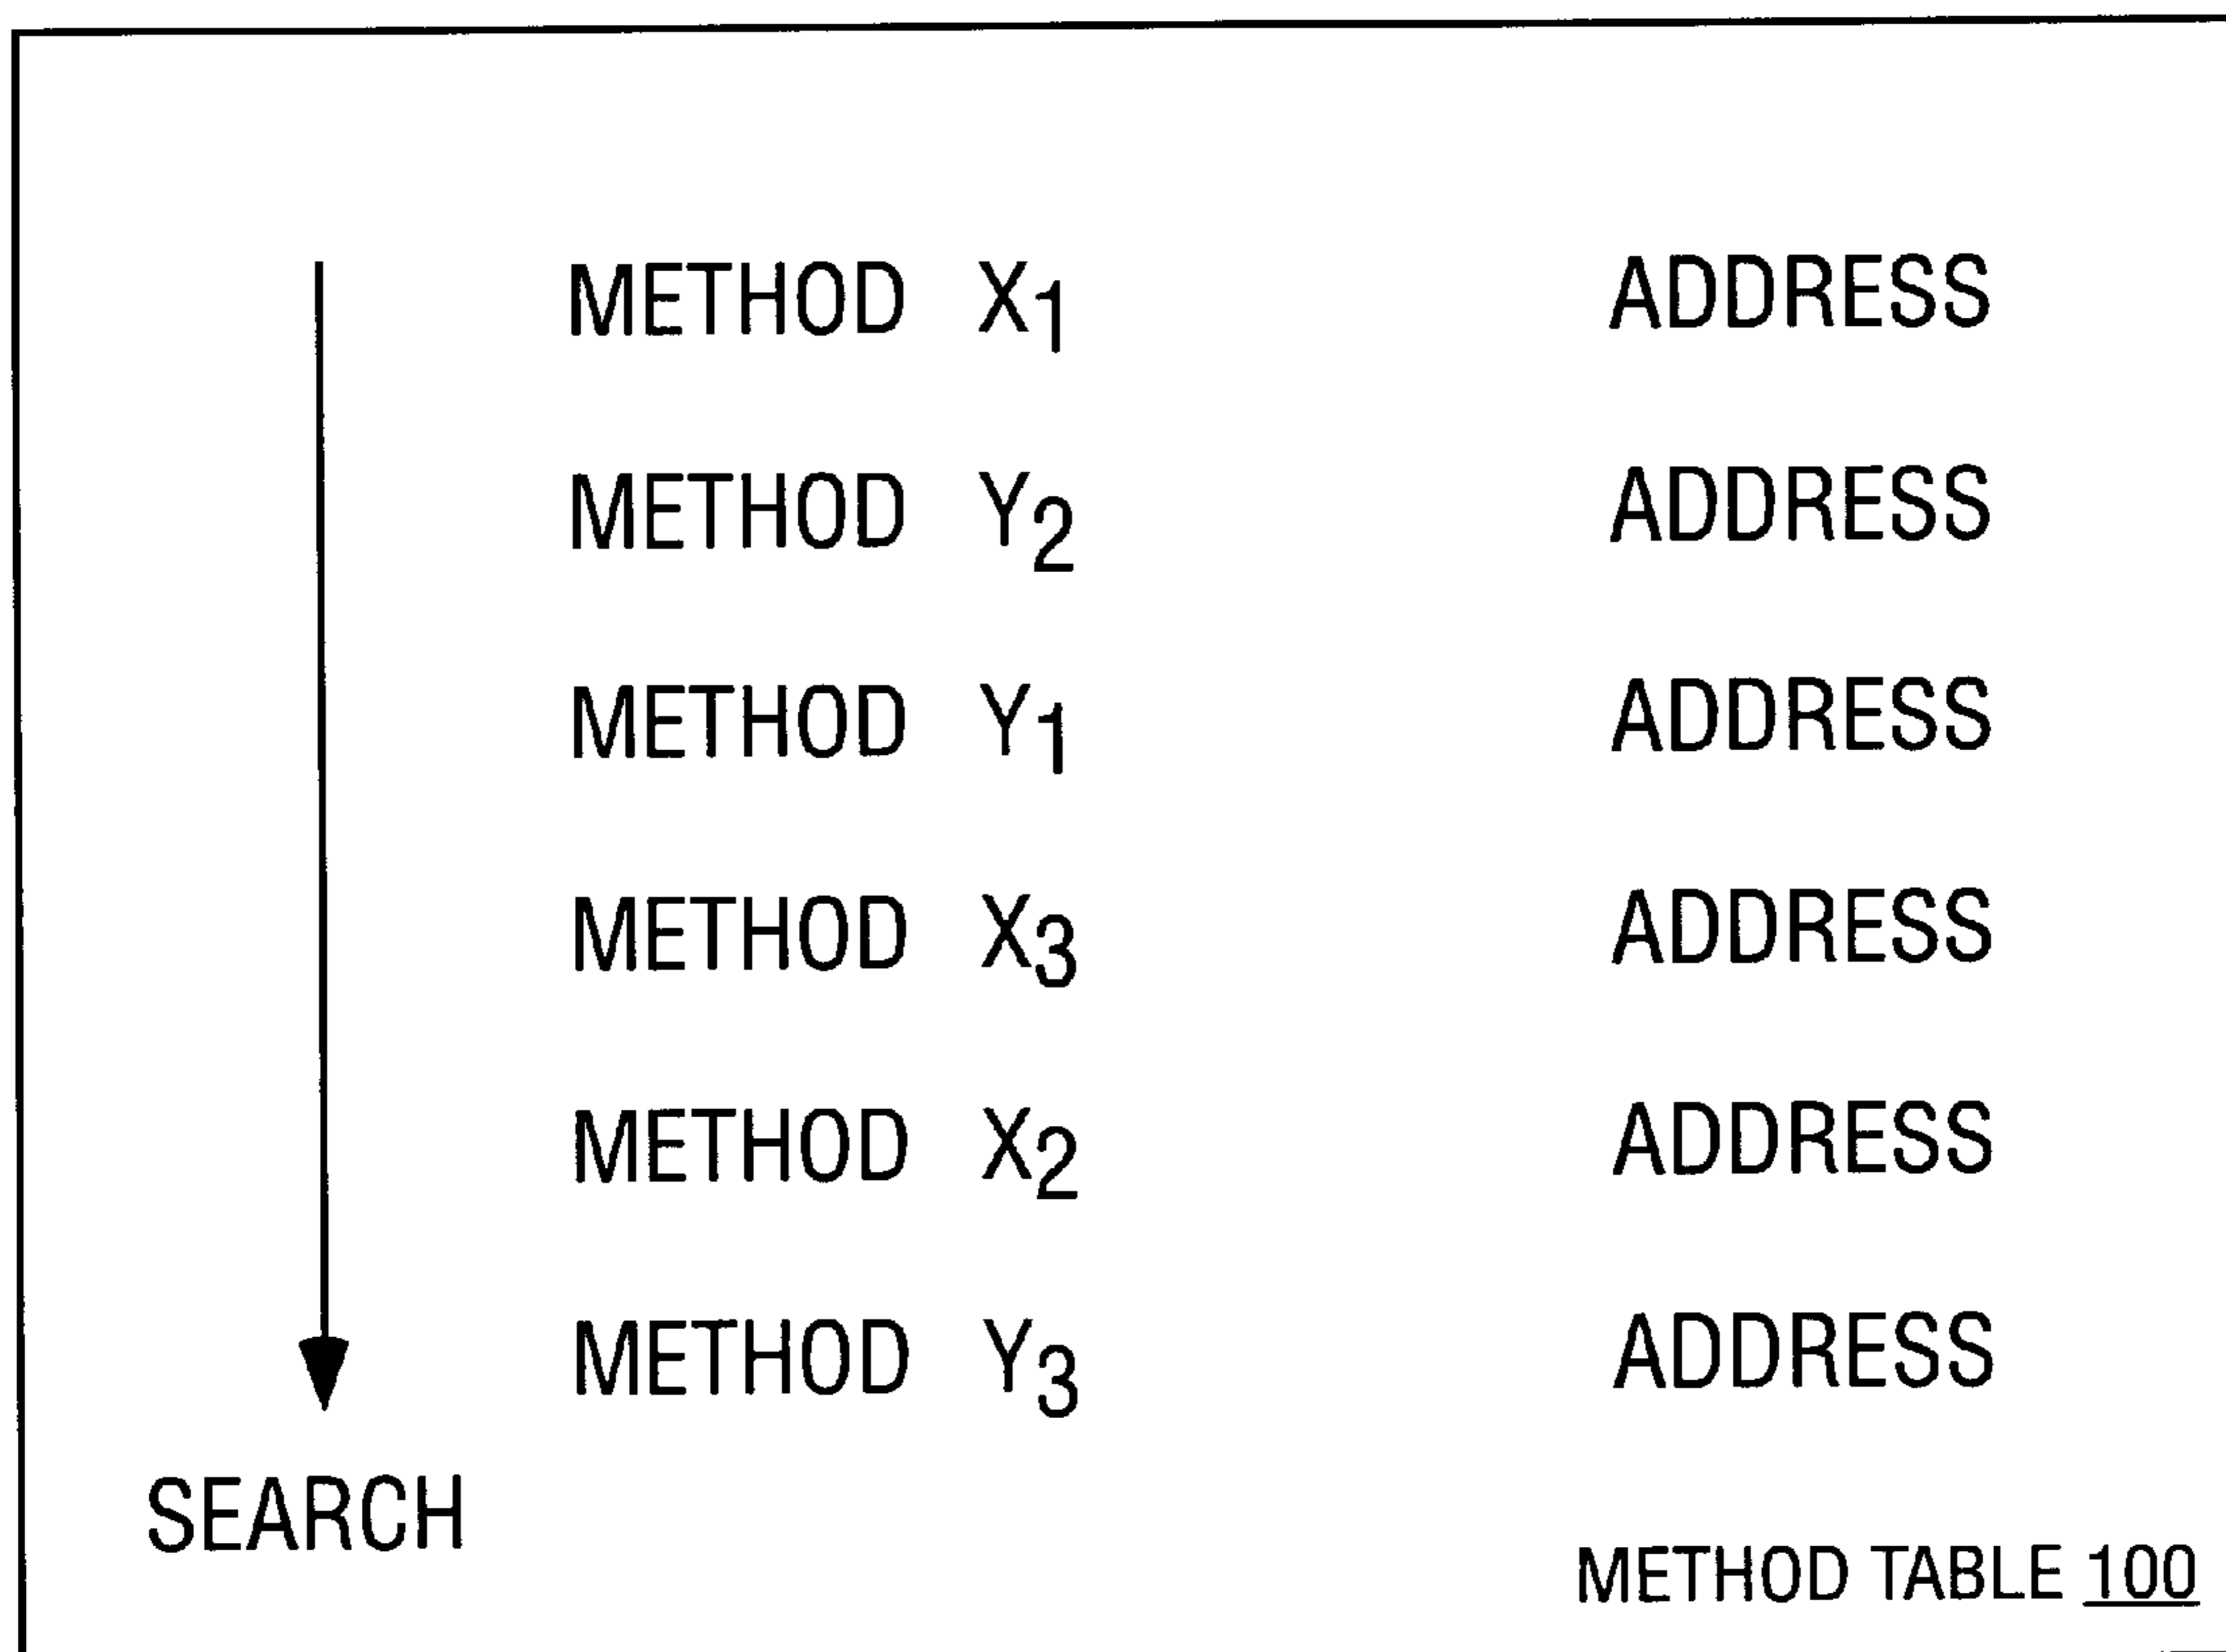 METHOD X1 ADDRESS
METHOD Y2 ADDRESS
METHOD Y1 ADDRESS
METHOD X3 ADDRESS
METHOD X2 ADDRESS
METHOD Y3 ADDRESS
SEARCH
METHOD TABLE 100